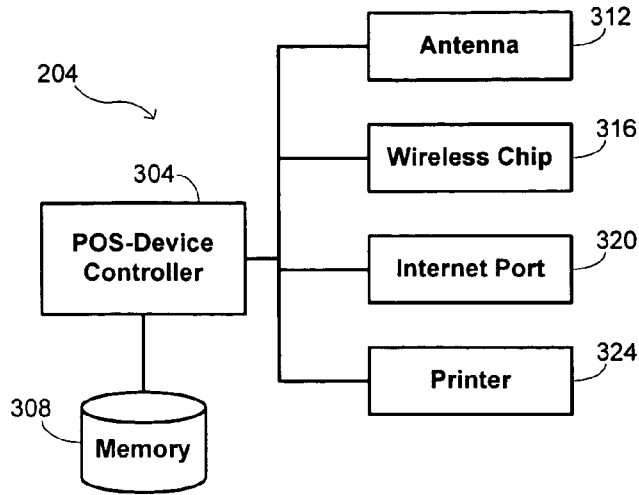 204
304
POS-Device
Controller
308
Memory
Antenna
312
Wireless Chip
316
Internet Port
320
Printer
324